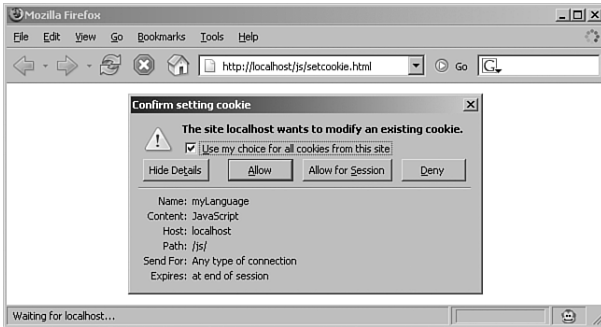 Mozilla Firefox
File Edit View Go Bookmarks Tools Help
http://localhost/js/setcookie.html Go G
Confirm setting cookie
The site localhost wants to modify an existing cookie.
Use my choice for all cookies from this site
Hide Details Allow Allow for Session Deny
Name: myLanguage
Content: JavaScript
Host: localhost
Path: /js/
Send For: Any type of connection
Expires: at end of session
Waiting for localhost...